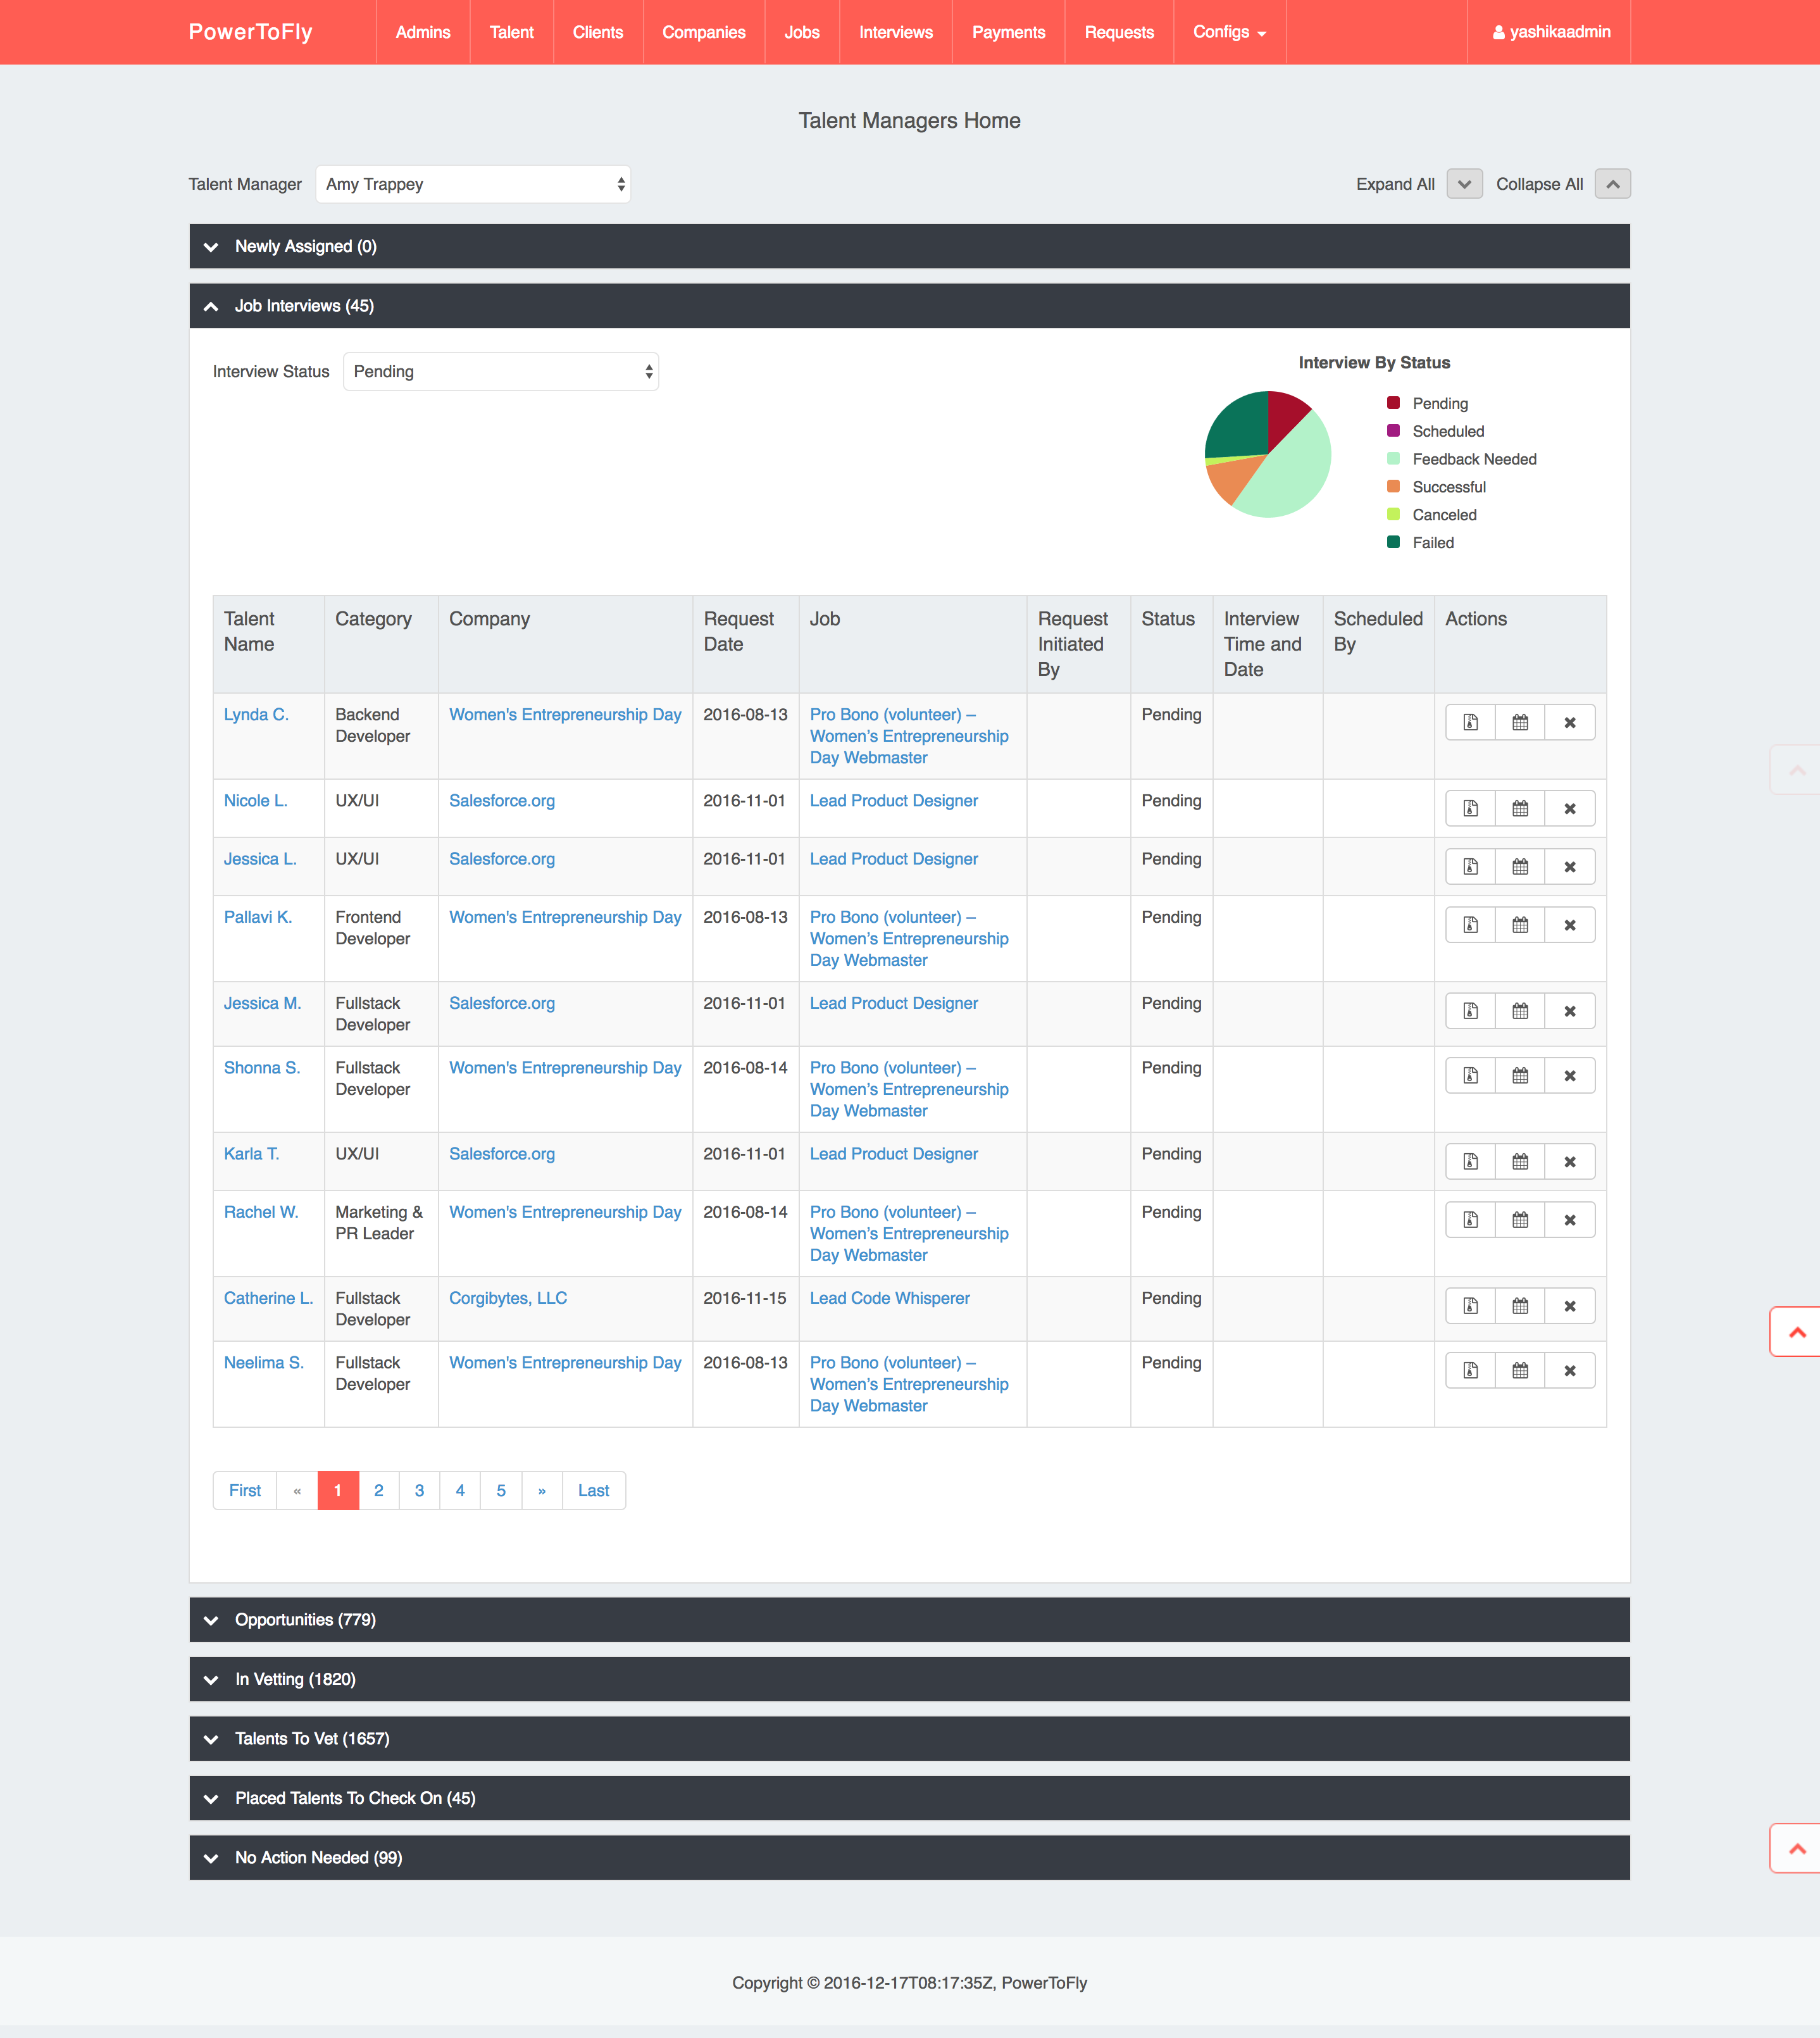 PowerToFly Admins Talent Clients Companies Jobs Interviews Payments Requests Configs yashikaadmin
Talent Managers Home
Talent Manager Amy Trappey Expand All Collapse All
Newly Assigned (0)
Job Interviews (45)
Interview Status Pending
Interview By Status
Pending
Scheduled
Feedback Needed
Successful
Canceled
Failed
Talent Category Company Request Job Request Status Interview Scheduled Actions
Name Date Initiated Time and By
By Date
Lynda C. Backend Women's Entrepreneurship Day 2016-08-13 Pro Bono (volunteer) – Pending
Developer Women’s Entrepreneurship
Day Webmaster
Nicole L. UX/UI Salesforce.org 2016-11-01 Lead Product Designer Pending
Jessica L. UX/UI Salesforce.org 2016-11-01 Lead Product Designer Pending
Pallavi K. Frontend Women's Entrepreneurship Day 2016-08-13 Pro Bono (volunteer) – Pending
Developer Women’s Entrepreneurship
Day Webmaster
Jessica M. Fullstack Salesforce.org 2016-11-01 Lead Product Designer Pending
Developer
Shonna S. Fullstack Women's Entrepreneurship Day 2016-08-14 Pro Bono (volunteer) – Pending
Developer Women’s Entrepreneurship
Day Webmaster
Karla T. UX/UI Salesforce.org 2016-11-01 Lead Product Designer Pending
Rachel W. Marketing & Women's Entrepreneurship Day 2016-08-14 Pro Bono (volunteer) – Pending
PR Leader Women’s Entrepreneurship
Day Webmaster
Catherine L. Fullstack Corgibytes, LLC 2016-11-15 Lead Code Whisperer Pending
Developer
Neelima S. Fullstack Women's Entrepreneurship Day 2016-08-13 Pro Bono (volunteer) – Pending
Developer Women’s Entrepreneurship
Day Webmaster
First « 1 2 3 4 5 » Last
Opportunities (779)
In Vetting (1820)
Talents To Vet (1657)
Placed Talents To Check On (45)
No Action Needed (99)
Copyright © 2016-12-17T08:17:35Z, PowerToFly